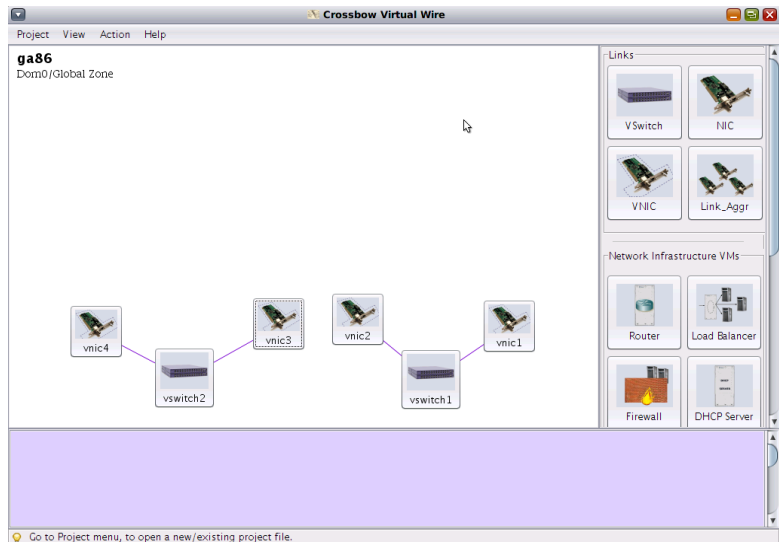 Crossbow Virtual Wire
Project View Action Help
ga86
Dom0/Global Zone
vnic4
vswitch2
vnic3
vnic2
vswitch1
vnic1
Links
VSwitch NIC
VNIC Link_Aggr
Network Infrastructure VMs
Router Load Balancer
Firewall DHCP Server
Go to Project menu, to open a new/existing project file.